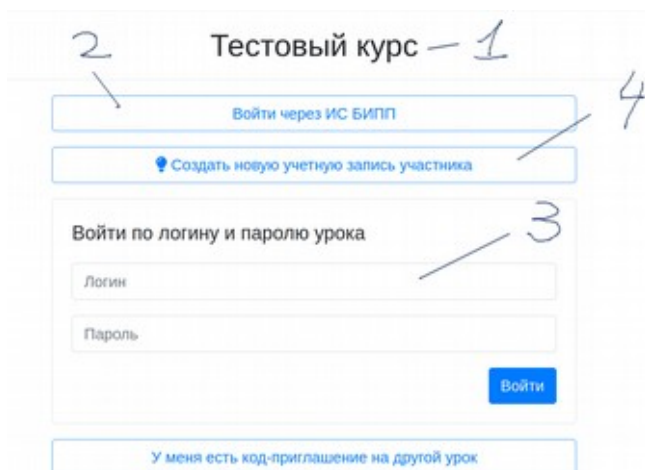 2 Тестовый курс — 1
Войти через ИС БИПП
4
Создать новую учетную запись участника
Войти по логину и паролю урока
3
Логин
Пароль
Войти
У меня есть код-приглашение на другой урок